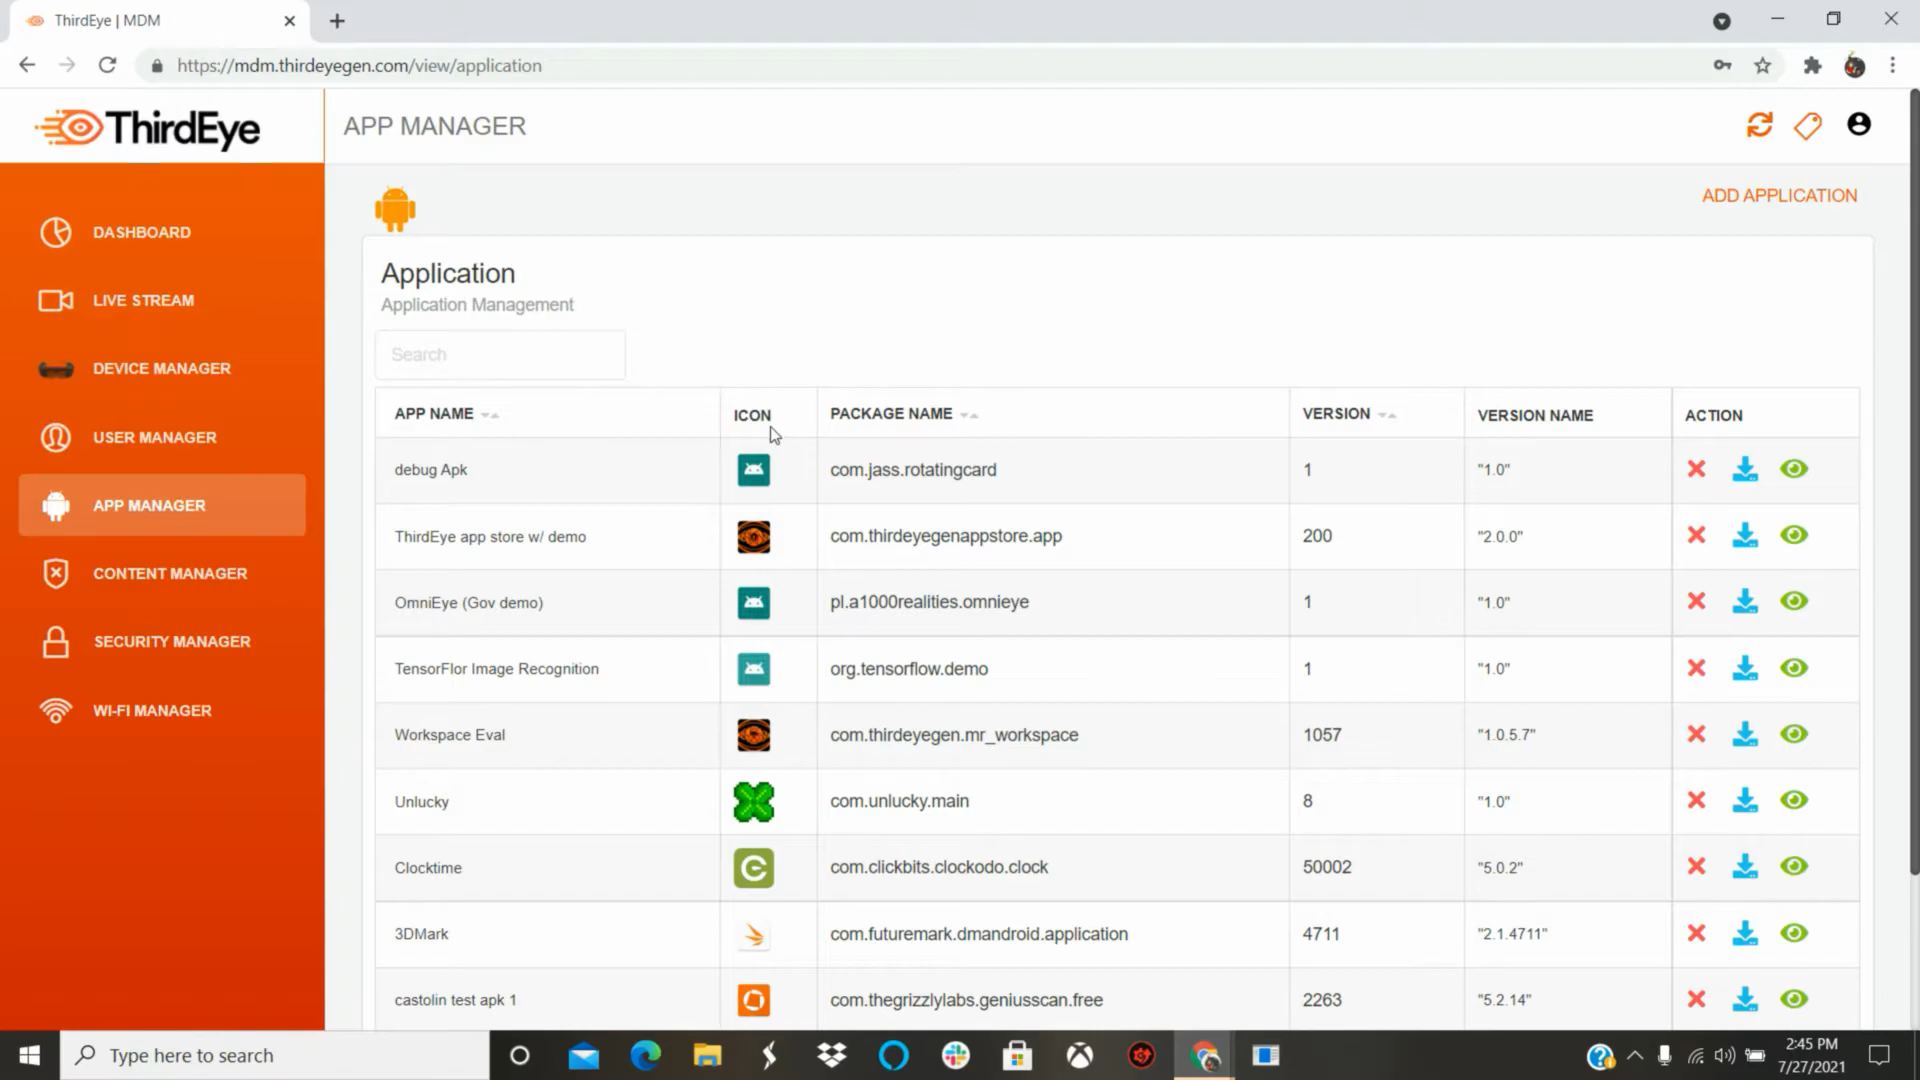 ThirdEye | MDM
https://mdm.thirdeyegen.com/view/application
ThirdEye
APP MANAGER
ADD APPLICATION
DASHBOARD
LIVE STREAM
DEVICE MANAGER
USER MANAGER
APP MANAGER
CONTENT MANAGER
SECURITY MANAGER
WI-FI MANAGER
Application
Application Management
Search
APP NAME ICON PACKAGE NAME VERSION VERSION NAME ACTION
debug Apk com.jass.rotatingcard 1 "1.0"
ThirdEye app store w/ demo com.thirdeyegenappstore.app 200 "2.0.0"
OmniEye (Gov demo) pl.a1000realities.omnieye 1 "1.0"
TensorFlor Image Recognition org.tensorflow.demo 1 "1.0"
Workspace Eval com.thirdeyegen.mr_workspace 1057 "1.0.5.7"
Unlucky com.unlucky.main 8 "1.0"
Clocktime com.clickbits.clockodo.clock 50002 "5.0.2"
3DMark com.futuremark.dmandroid.application 4711 "2.1.4711"
castolin test apk 1 com.thegrizzlylabs.geniusscan.free 2263 "5.2.14"
Type here to search
2:45 PM
7/27/2021